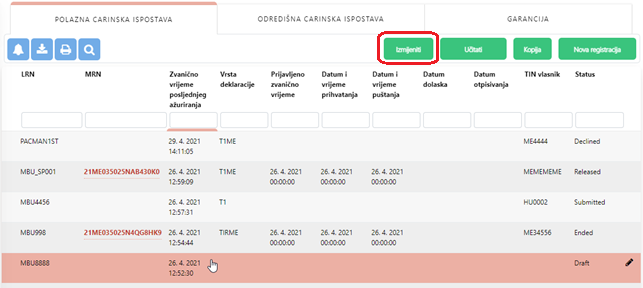 POLAZNA CARINSKA ISPOSTAVA
ODREDIŠNA CARINSKA ISPOSTAVA
GARANCIJA
Izmijeniti
Učitati
Kopija
Nova registracija
LRN
MRN
Zvanično
vrijeme
posljednjeg
ažuriranja
Vrsta
deklaracije
Prijavljeno
zvanično
vrijeme
Datum i
vrijeme
prihvatanja
Datum i
vrijeme
puštanja
Datum
dolaska
Datum
otpisivanja
TIN vlasnik
Status
PACMAN1ST
29. 4. 2021
14:11:05
T1ME
ME4444
Declined
MBU_SP001
21ME035025NAB430K0
26. 4. 2021
12:59:09
T1ME
26. 4. 2021
00:00:00
26. 4. 2021
00:00:00
26. 4. 2021
00:00:00
MEMEMEME
Released
MBU4456
26. 4. 2021
12:57:31
T1
HU0002
Submitted
MBU998
21ME035025N4QG8HK9
26. 4. 2021
12:54:44
TIRME
26. 4. 2021
00:00:00
26. 4. 2021
00:00:00
26. 4. 2021
00:00:00
ME34556
Ended
MBU8888
26. 4. 2021
12:52:30
Draft